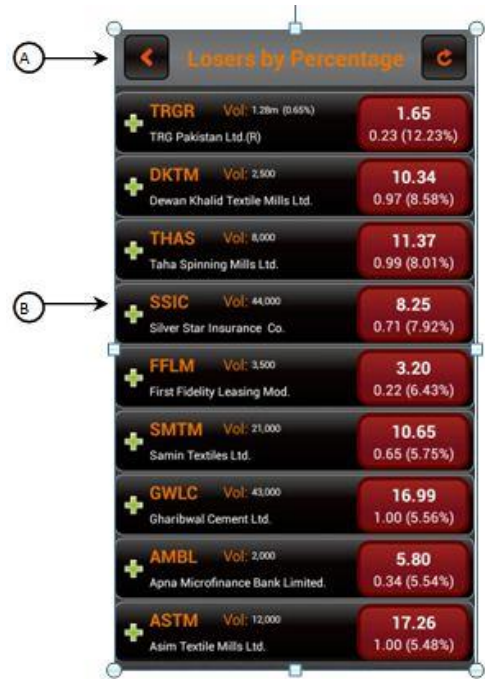 A
Losers by Percentage
TRGR Vol: 1.28m (0.65%) 1.65
TRG Pakistan Ltd.(R) 0.23 (12.23%)
DKTM Vol: 2,500 10.34
Dewan Khalid Textile Mills Ltd. 0.97 (8.58%)
THAS Vol: 8,000 11.37
Taha Spinning Mills Ltd. 0.99 (8.01%)
B
SSIC Vol: 44,000 8.25
Silver Star Insurance Co. 0.71 (7.92%)
FFLM Vol: 3,500 3.20
First Fidelity Leasing Mod. 0.22 (6.43%)
SMTM Vol: 21,000 10.65
Samin Textiles Ltd. 0.65 (5.75%)
GWLC Vol: 43,000 16.99
Gharibwal Cement Ltd. 1.00 (5.56%)
AMBL Vol: 2,000 5.80
Apna Microfinance Bank Limited. 0.34 (5.54%)
ASTM Vol: 12,000 17.26
Asim Textile Mills Ltd. 1.00 (5.48%)